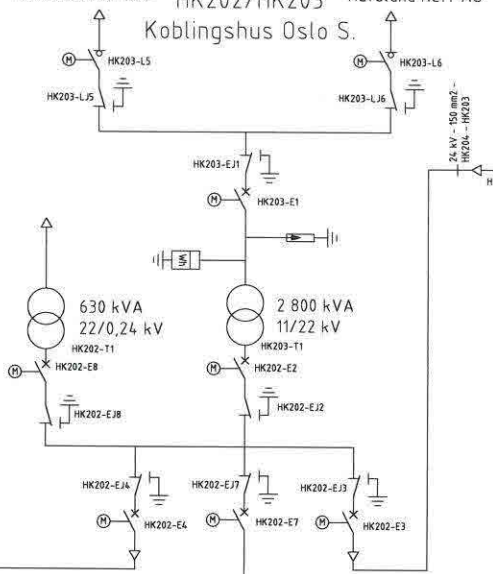 HK202/HK203
Koblingshus Oslo S.
M
HK203-L5
M
HK203-L6
HK203-LJ5
HK203-LJ6
24 kV - 150 mm2 -
HK204 - HK203
HK203-EJ1
M
HK203-E1
Wh
630 kVA
22/0,24 kV
HK202-T1
2 800 kVA
11/22 kV
HK203-T1
M
HK202-E8
M
HK202-E2
HK202-EJ8
HK202-EJ2
HK202-EJ4
HK202-EJ7
HK202-EJ3
M
HK202-E4
M
HK202-E7
M
HK202-E3